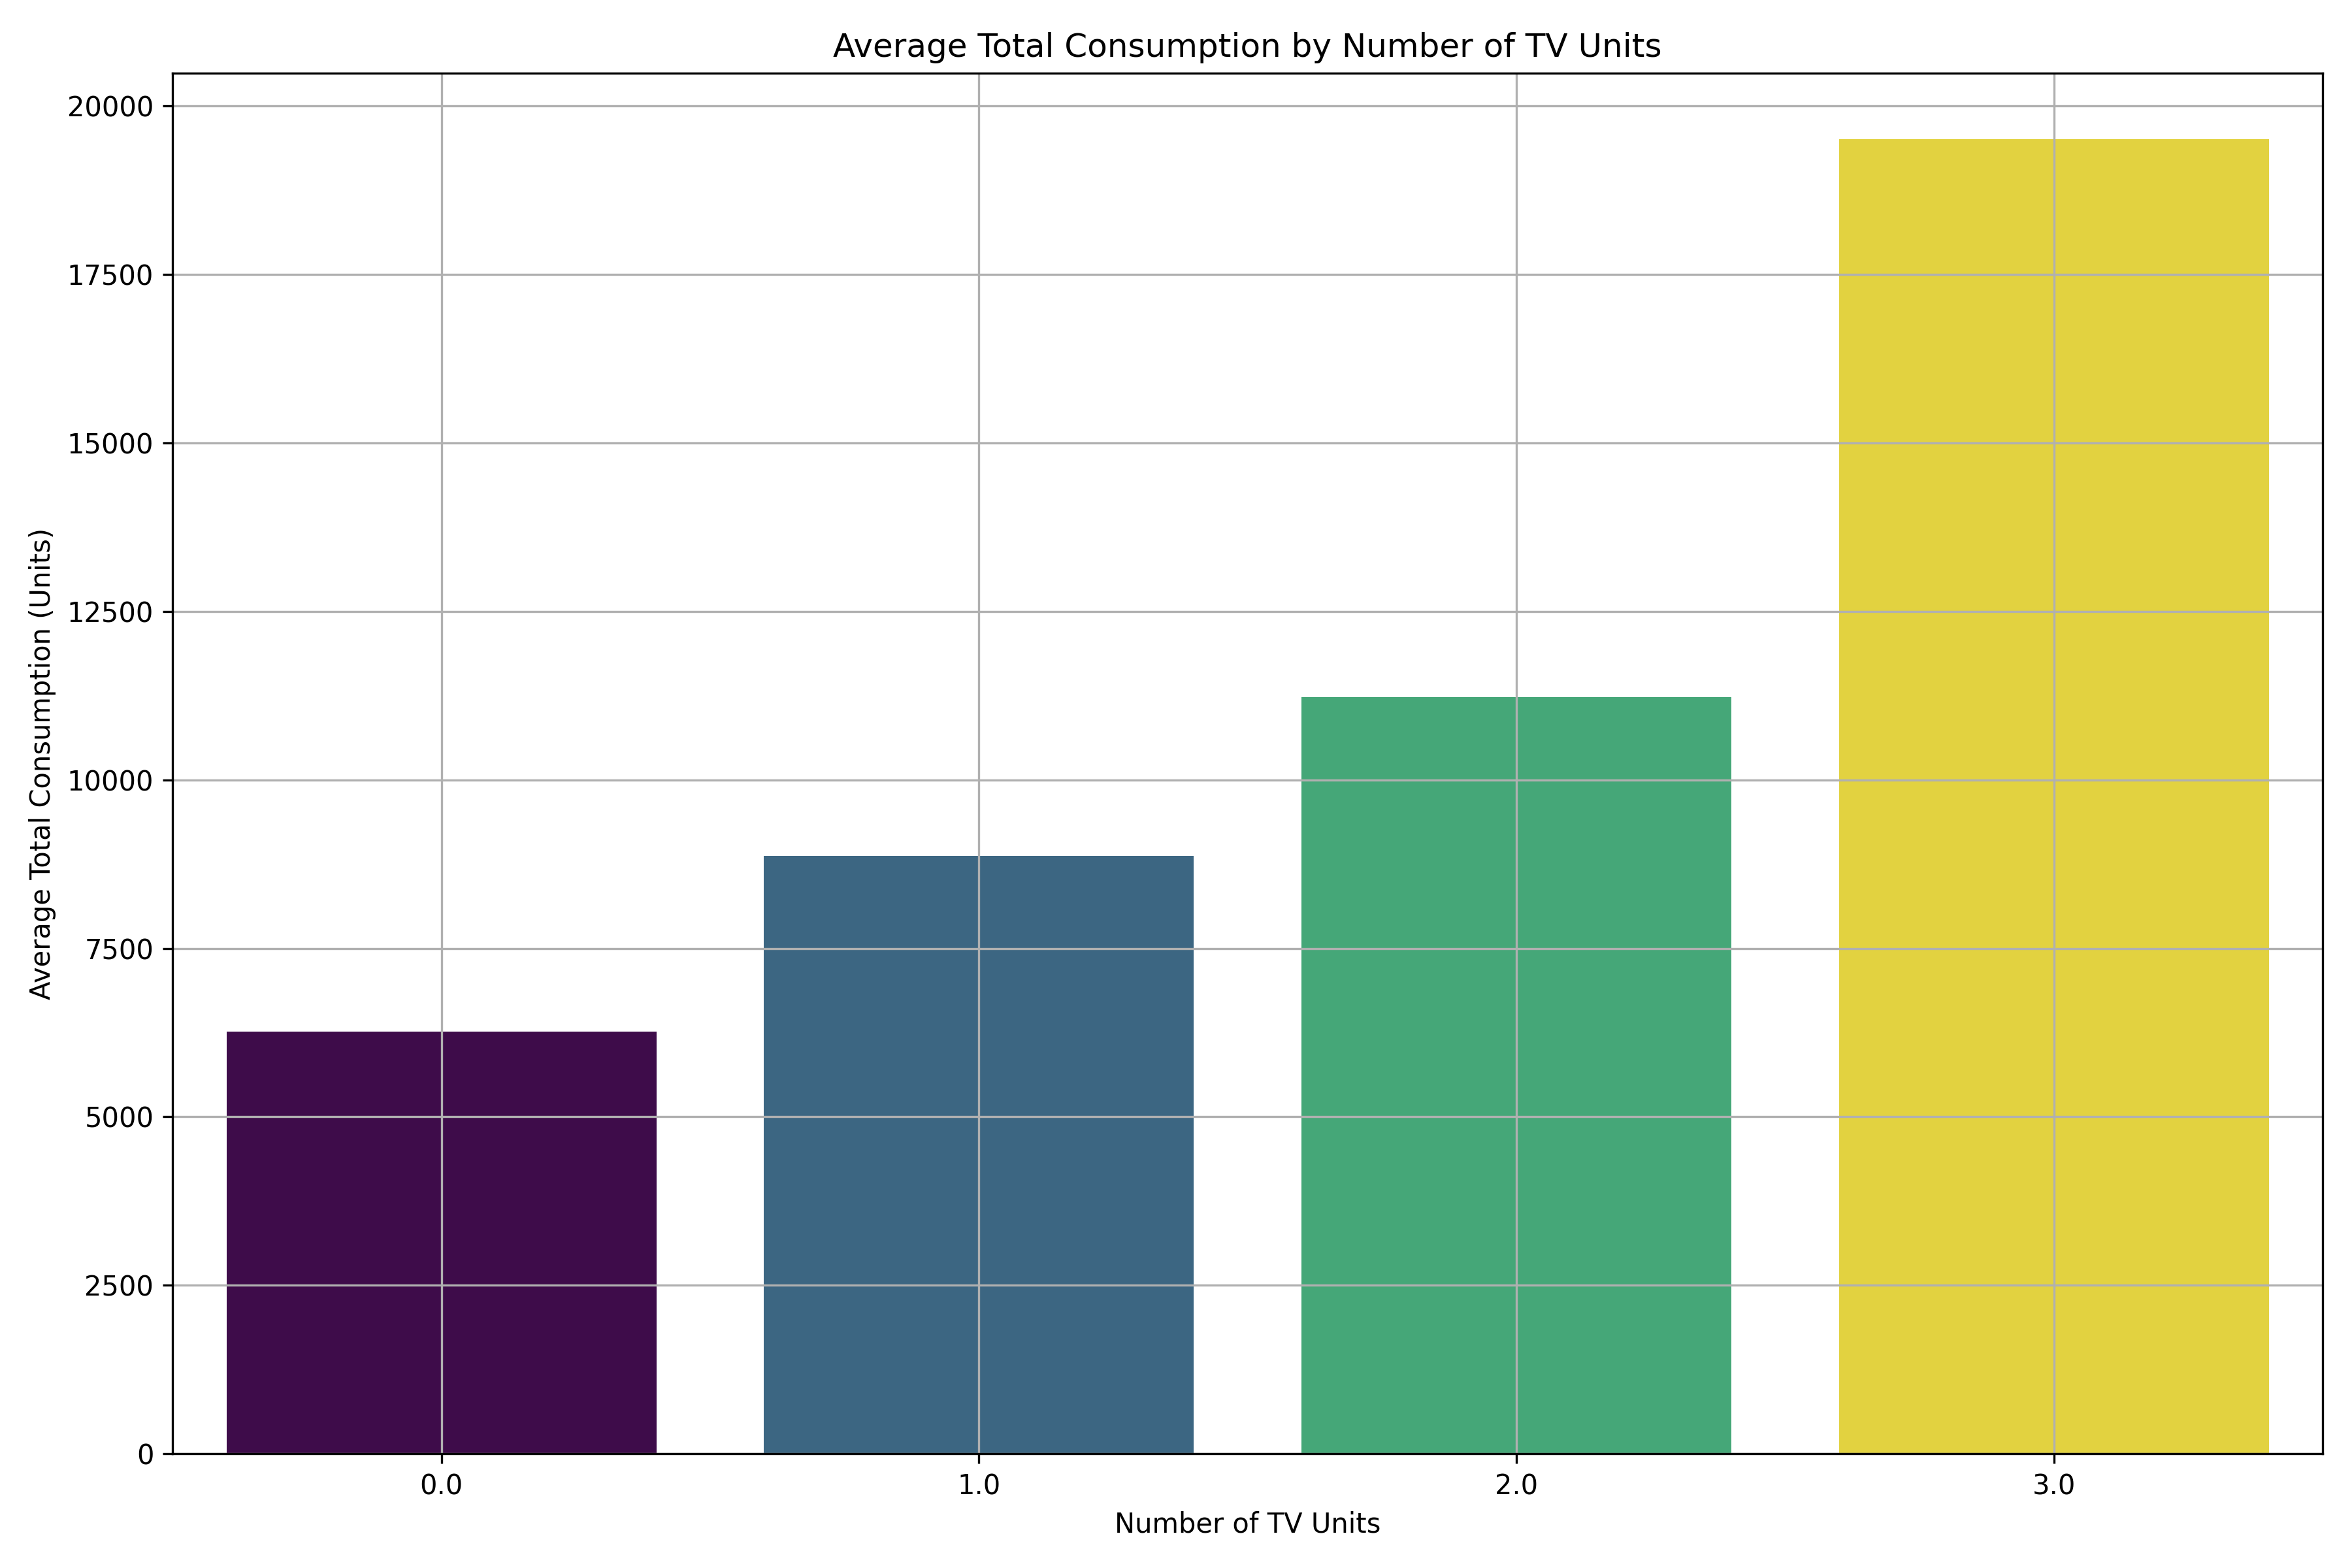 Average Total Consumption by Number of TV Units
20000
17500
15000
12500
10000
7500
5000
2500
0
Average Total Consumption (Units)
0.0 1.0 2.0 3.0
Number of TV Units